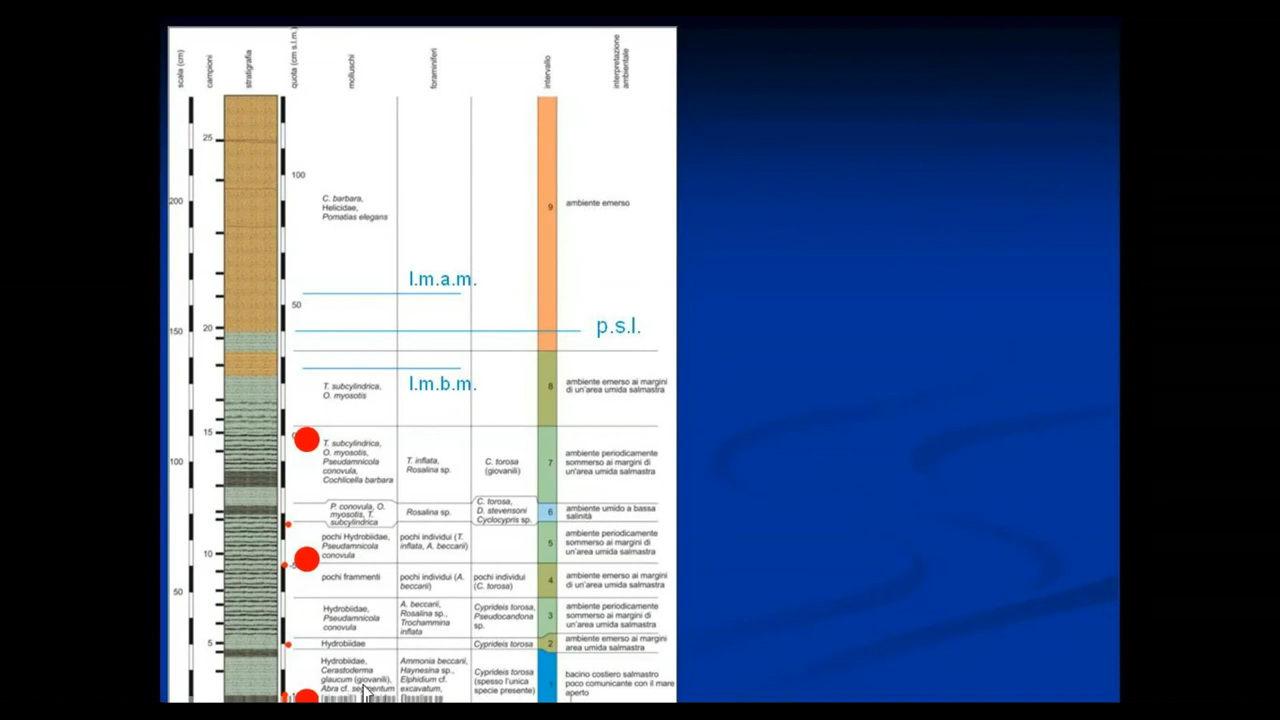 scala (cm)
campioni
stratigrafia
quota (cm s.l.m.)
molluschi
foraminiferi
intervallo
interpretazione
ambientale
25
100
200
C. barbara,
Helicidae,
Pomatias elegans
9
ambiente emerso
l.m.a.m.
50
150
20
p.s.l.
l.m.b.m.
T. subcylindrica,
O. myosotis
8
ambiente emerso ai margini
di un'area umida salmastra
15
100
T. subcylindrica,
O. myosotis,
Pseudamnicola
conovula,
Cochlicella barbara
T. inflata,
Rosalina sp.
C. torosa
(giovanili)
7
ambiente periodicamente
sommerso ai margini di
un'area umida salmastra
P. conovula, O.
myosotis, T.
subcylindrica
Rosalina sp.
C. torosa,
D. stevensoni
Cyclocypris sp.
6
ambiente umido a bassa
salinità
10
pochi Hydrobiidae,
Pseudamnicola
conovula
pochi individui (T.
inflata, A. beccarii)
5
ambiente periodicamente
sommerso ai margini di
un'area umida salmastra
50
pochi frammenti
pochi individui (A.
beccarii)
pochi individui
(C. torosa)
4
ambiente emerso ai margini
di un'area umida salmastra
Hydrobiidae,
Pseudamnicola
conovula
A. beccarii,
Rosalina sp.,
Trochammina
inflata
Cyprideis torosa,
Pseudocandona
sp.
3
ambiente periodicamente
sommerso ai margini di
un'area umida salmastra
5
Hydrobiidae
Cyprideis torosa
2
ambiente emerso ai margini
area umida salmastra
Hydrobiidae,
Cerastoderma
glaucum (giovanili),
Abra cf. segmentum
Ammonia beccarii,
Haynesina sp.,
Elphidium cf.
excavatum,
Cyprideis torosa
(spesso l'unica
specie presente)
1
bacino costiero salmastro
poco comunicante con il mare
aperto